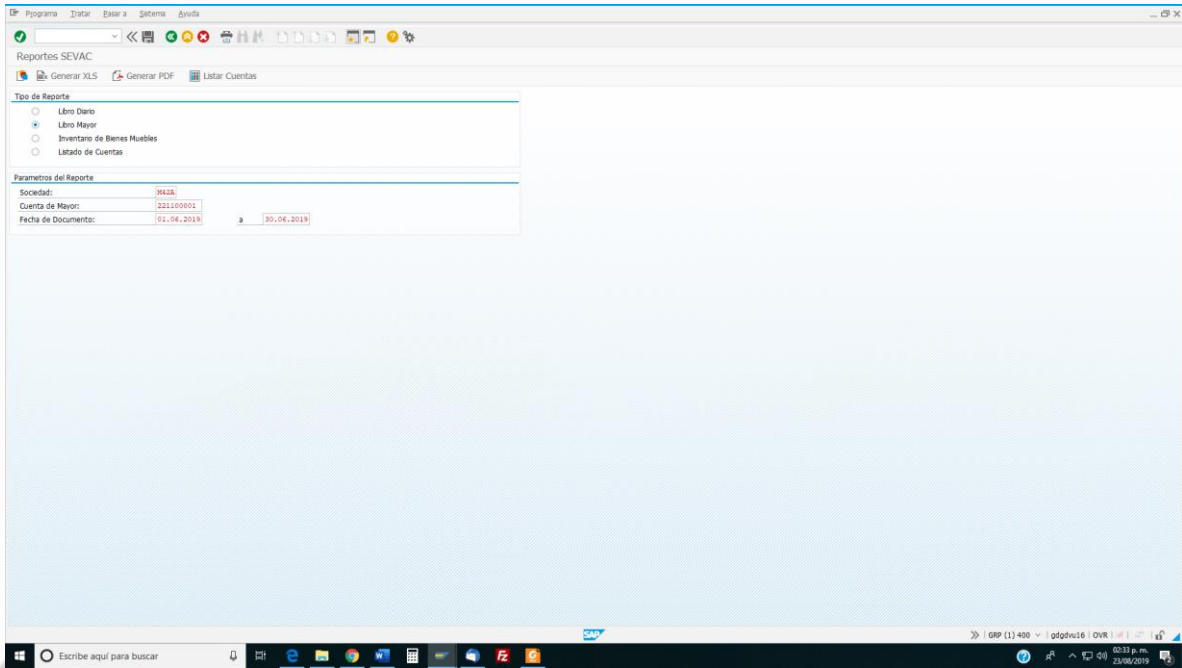 Programa Tratar Pasar a Sistema Ayuda
Reportes SEVAC
Generar XLS Generar PDF Listar Cuentas
Tipo de Reporte
Libro Diario
Libro Mayor
Inventario de Bienes Muebles
Listado de Cuentas
Parametros del Reporte
Sociedad: M42A
Cuenta de Mayor: 221100001
Fecha de Documento: 01.06.2019 a 30.06.2019
SAP
GRP (1) 400 gdgdvu16 OVR
Escribe aquí para buscar
02:33 p. m.
23/08/2019
2